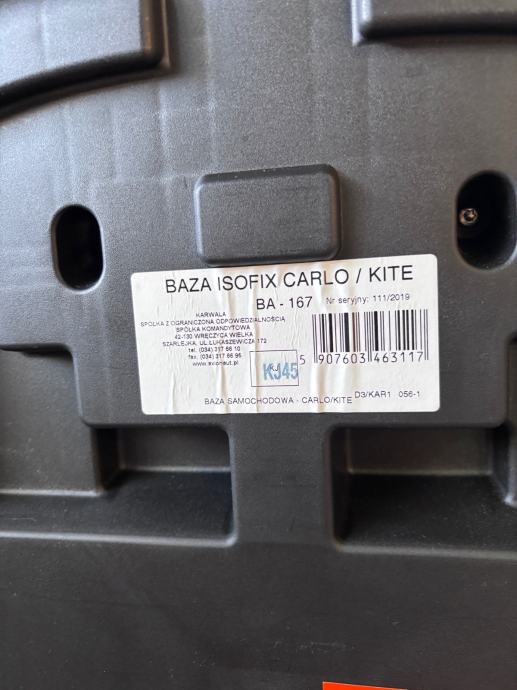 BAZA ISOFIX CARLO / KITE
BA - 167 Nr seryjny: 111/2019
KARWALA
SPÓŁKA Z OGRANICZONĄ ODPOWIEDZIALNOŚCIĄ
SPÓŁKA KOMANDYTOWA
42-130 WRĘCZYCA WIELKA
SZARLEJKA, UL.ŁUKASZEWICZA 172
tel. (034) 317 66 10
fax. (034) 317 66 95
www.avionaut.pl
KJ45
5 907603 463117
BAZA SAMOCHODOWA - CARLO/KITE D3/KAR1 056-1